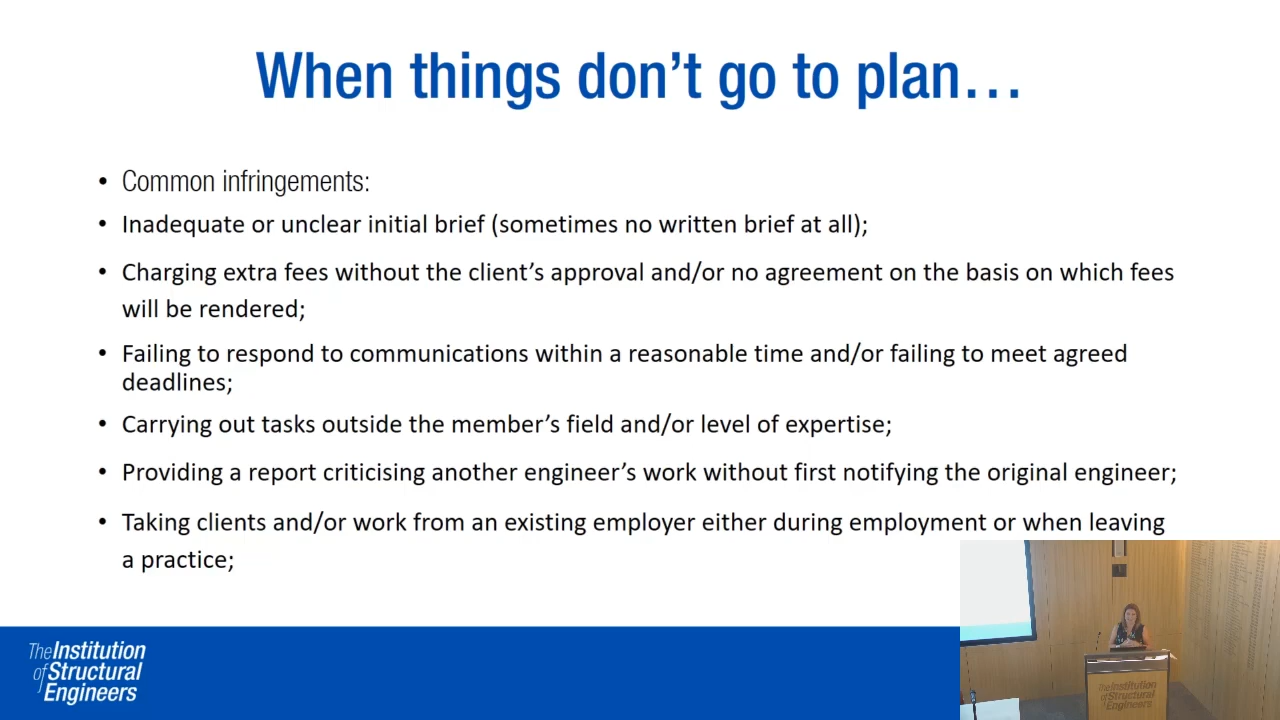 When things don’t go to plan…
• Common infringements:
• Inadequate or unclear initial brief (sometimes no written brief at all);
• Charging extra fees without the client’s approval and/or no agreement on the basis on which fees
will be rendered;
• Failing to respond to communications within a reasonable time and/or failing to meet agreed
deadlines;
• Carrying out tasks outside the member’s field and/or level of expertise;
• Providing a report criticising another engineer’s work without first notifying the original engineer;
• Taking clients and/or work from an existing employer either during employment or when leaving
a practice;
The Institution
of Structural
Engineers
The Institution
of Structural
Engineers